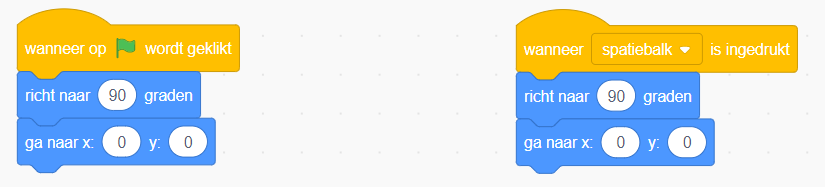 wanneer op wordt geklikt
richt naar 90 graden
ga naar x: 0 y: 0
wanneer spatiebalk is ingedrukt
richt naar 90 graden
ga naar x: 0 y: 0